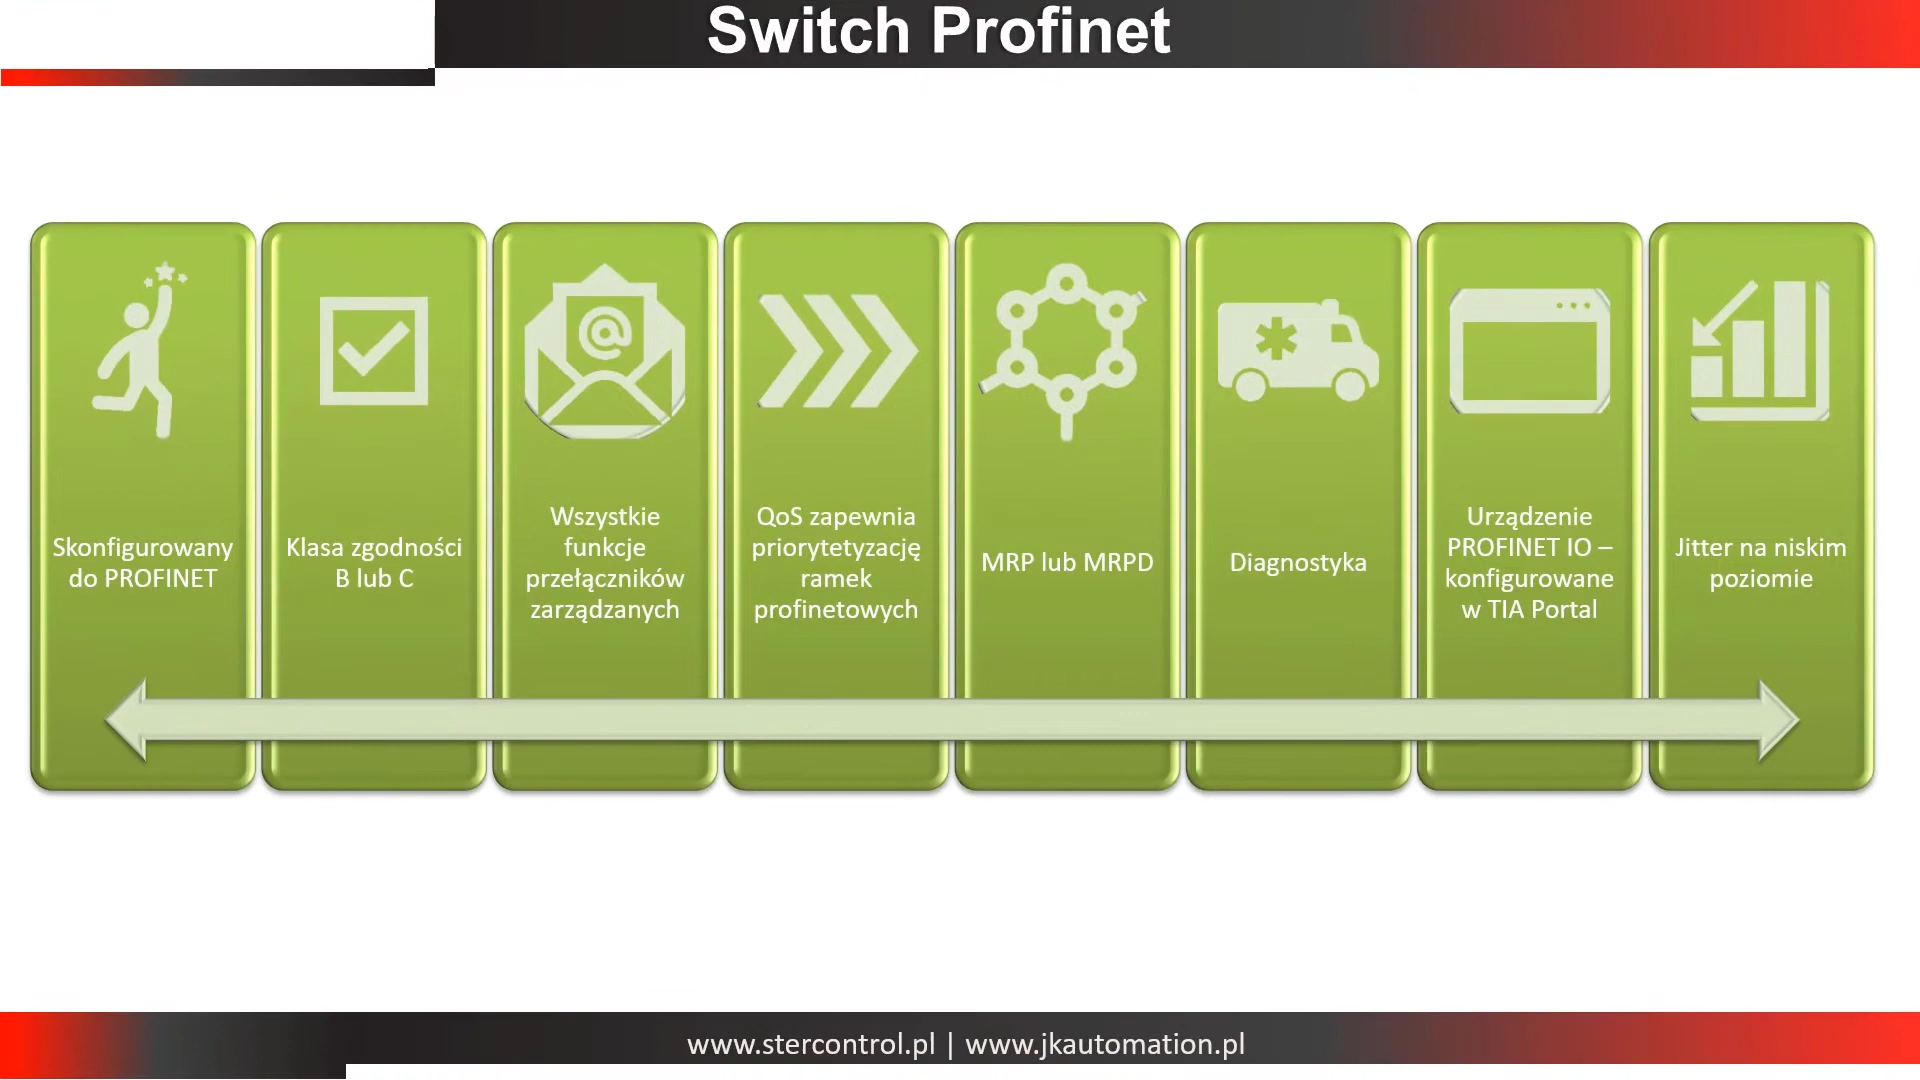 Switch Profinet
Skonfigurowany
do PROFINET
Klasa zgodności
B lub C
Wszystkie
funkcje
przełączników
zarządzanych
QoS zapewnia
priorytetyzację
ramek
profinetowych
MRP lub MRPD
Diagnostyka
Urządzenie
PROFINET IO –
konfigurowane
w TIA Portal
Jitter na niskim
poziomie
www.stercontrol.pl | www.jkautomation.pl